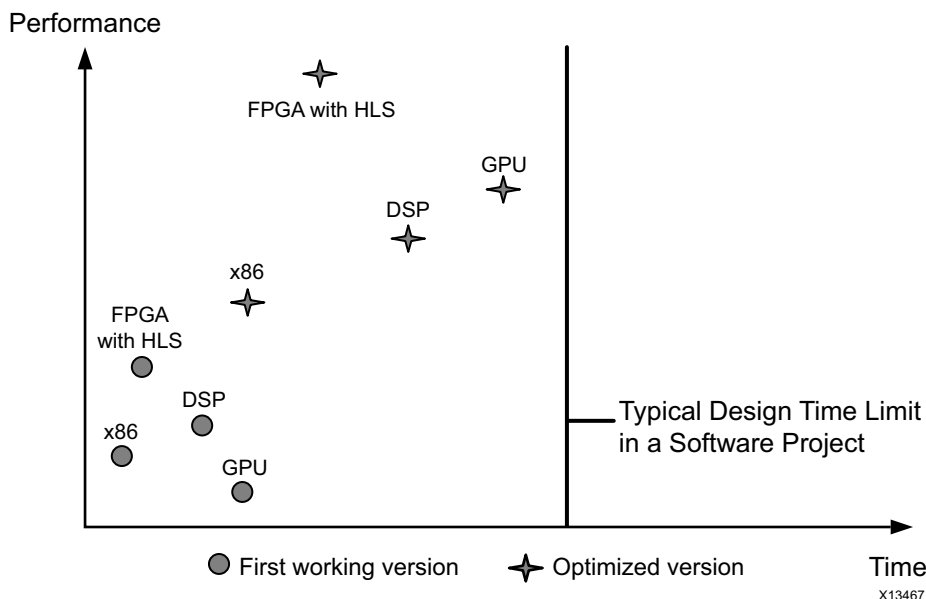 Performance
FPGA with HLS
GPU
DSP
x86
FPGA
with HLS
DSP
x86
GPU
Typical Design Time Limit
in a Software Project
First working version
Optimized version
Time
X13467